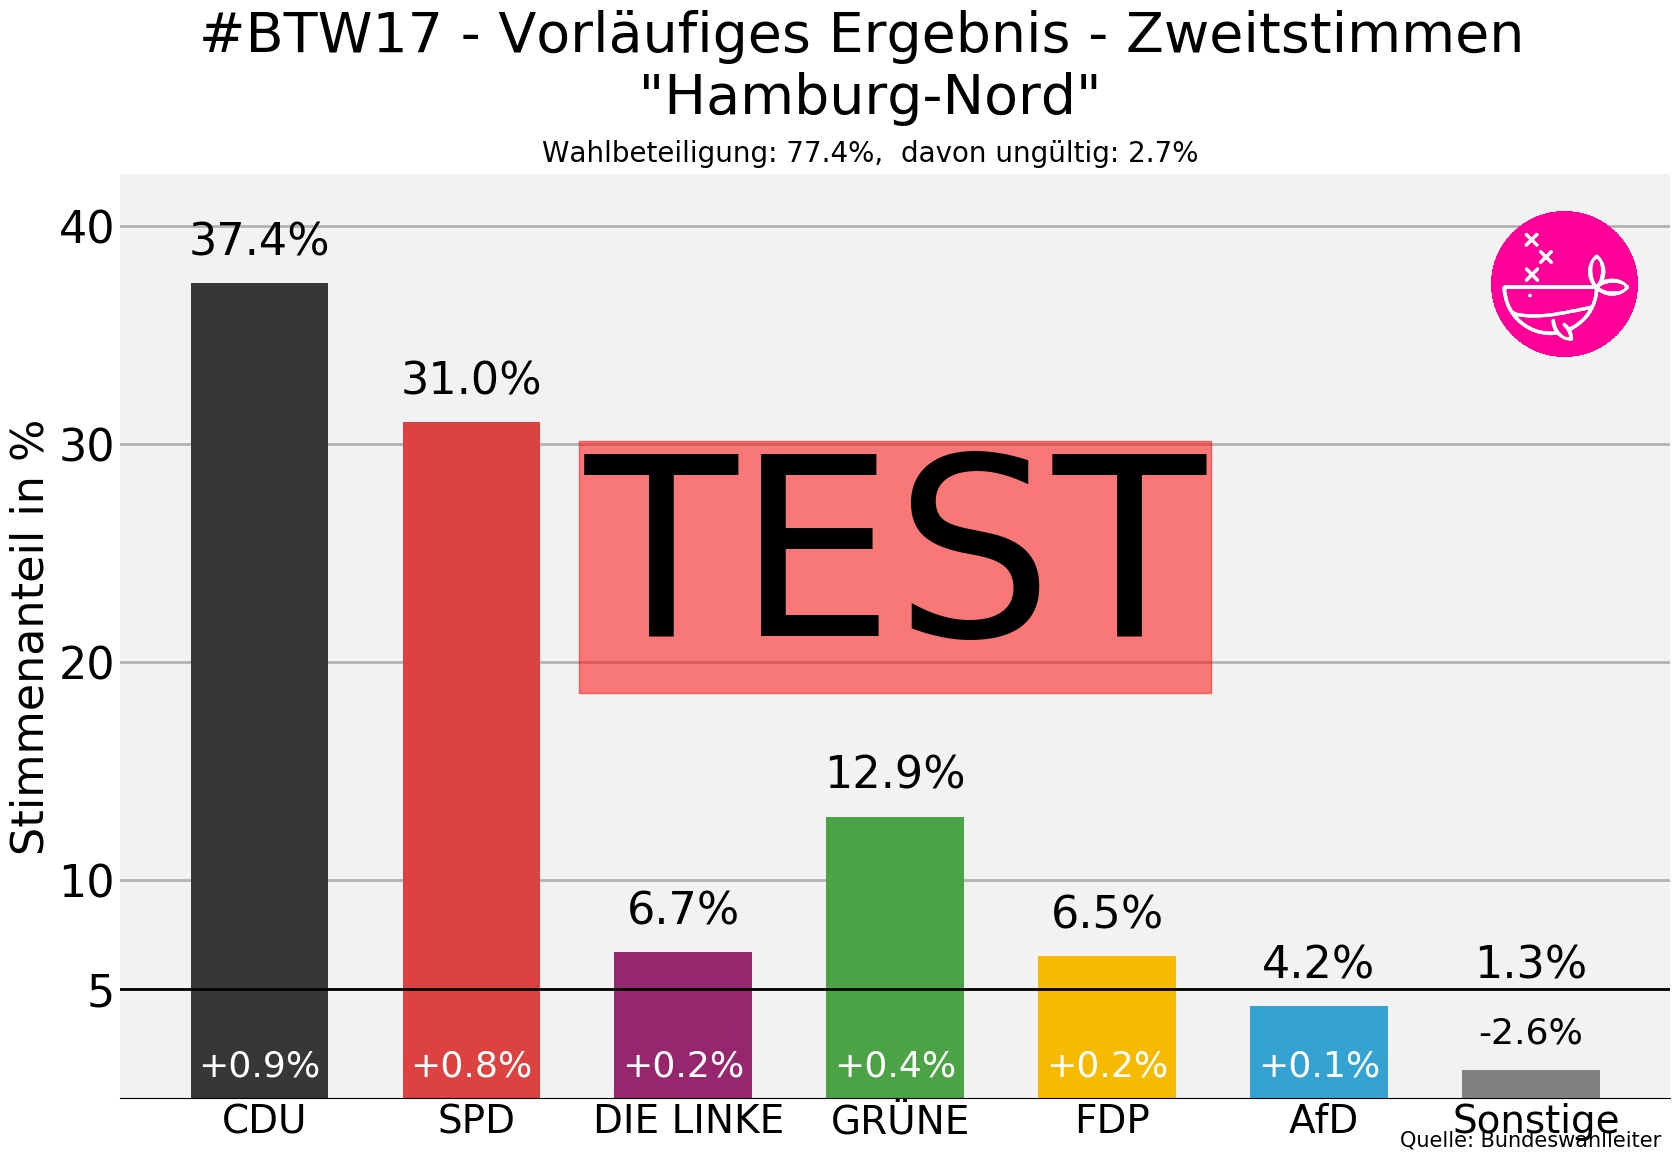 #BTW17 - Vorläufiges Ergebnis - Zweitstimmen
"Hamburg-Nord"
Wahlbeteiligung: 77.4%,  davon ungültig: 2.7%
Stimmenanteil in %
40
30
20
10
5
37.4%
31.0%
6.7%
12.9%
6.5%
4.2%
1.3%
TEST
+0.9%
+0.8%
+0.2%
+0.4%
+0.2%
+0.1%
-2.6%
CDU
SPD
DIE LINKE
GRÜNE
FDP
AfD
Sonstige
Quelle: Bundeswahlleiter